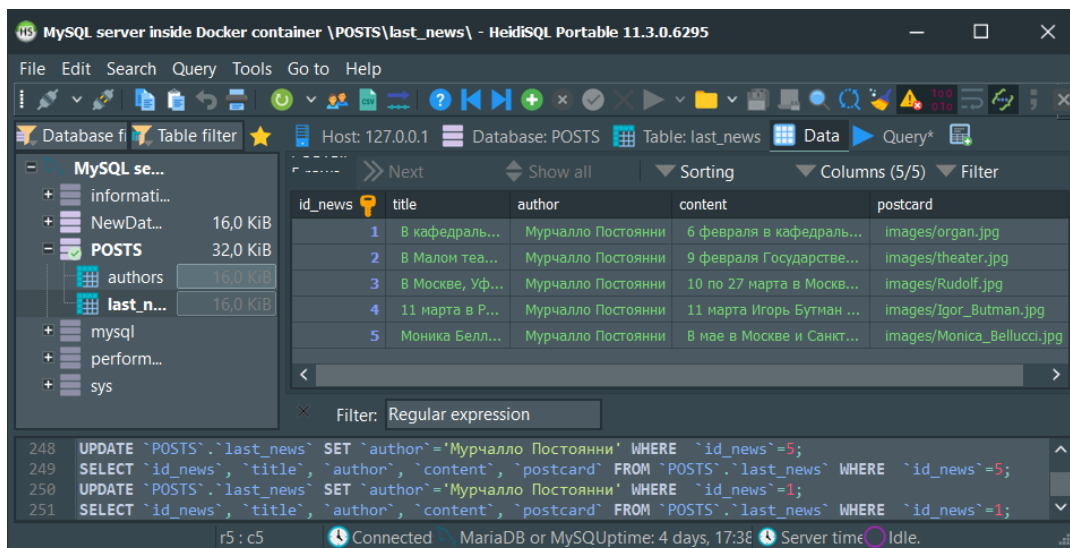 MySQL server inside Docker container \POSTS\last_news\ - HeidiSQL Portable 11.3.0.6295
File Edit Search Query Tools Go to Help
Database fi Table filter Host: 127.0.0.1 Database: POSTS Table: last_news Data Query*
MySQL se...
Next Show all Sorting Columns (5/5) Filter
informati...
id_news title author content postcard
NewDat... 16,0 KiB
1 В кафедраль... Мурчалло Постоянни 6 февраля в кафедраль... images/organ.jpg
POSTS 32,0 KiB
2 В Малом теа... Мурчалло Постоянни 9 февраля Государстве... images/theater.jpg
authors 16,0 KiB
3 В Москве, Уф... Мурчалло Постоянни 10 по 27 марта в Москв... images/Rudolf.jpg
last_n... 16,0 KiB
4 11 марта в Р... Мурчалло Постоянни 11 марта Игорь Бутман ... images/Igor_Butman.jpg
mysql
5 Моника Белл... Мурчалло Постоянни В мае в Москве и Санкт... images/Monica_Bellucci.jpg
perform...
sys
Filter: Regular expression
248 UPDATE `POSTS`.`last_news` SET `author`='Мурчалло Постоянни' WHERE `id_news`=5;
249 SELECT `id_news`, `title`, `author`, `content`, `postcard` FROM `POSTS`.`last_news` WHERE `id_news`=5;
250 UPDATE `POSTS`.`last_news` SET `author`='Мурчалло Постоянни' WHERE `id_news`=1;
251 SELECT `id_news`, `title`, `author`, `content`, `postcard` FROM `POSTS`.`last_news` WHERE `id_news`=1;
r5 : c5 Connected MariaDB or MySQL Uptime: 4 days, 17:38 Server time Idle.